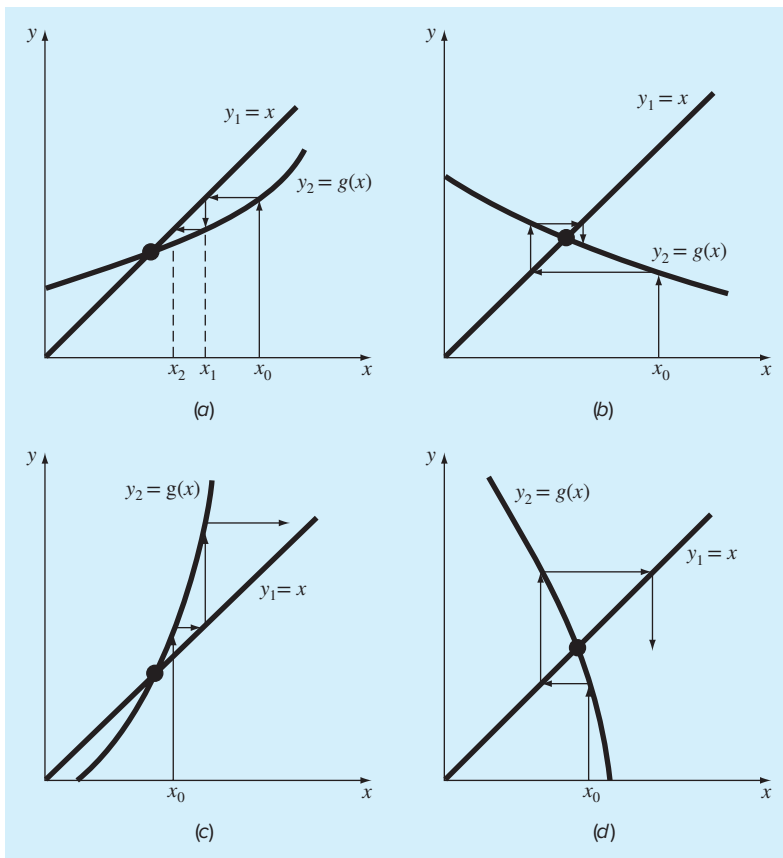 y
y₁ = x
y₂ = g(x)
x₂ x₁ x₀ x
(a)
y
y₁ = x
y₂ = g(x)
x₀ x
(b)
y
y₂ = g(x)
y₁ = x
x₀ x
(c)
y
y₂ = g(x)
y₁ = x
x₀ x
(d)